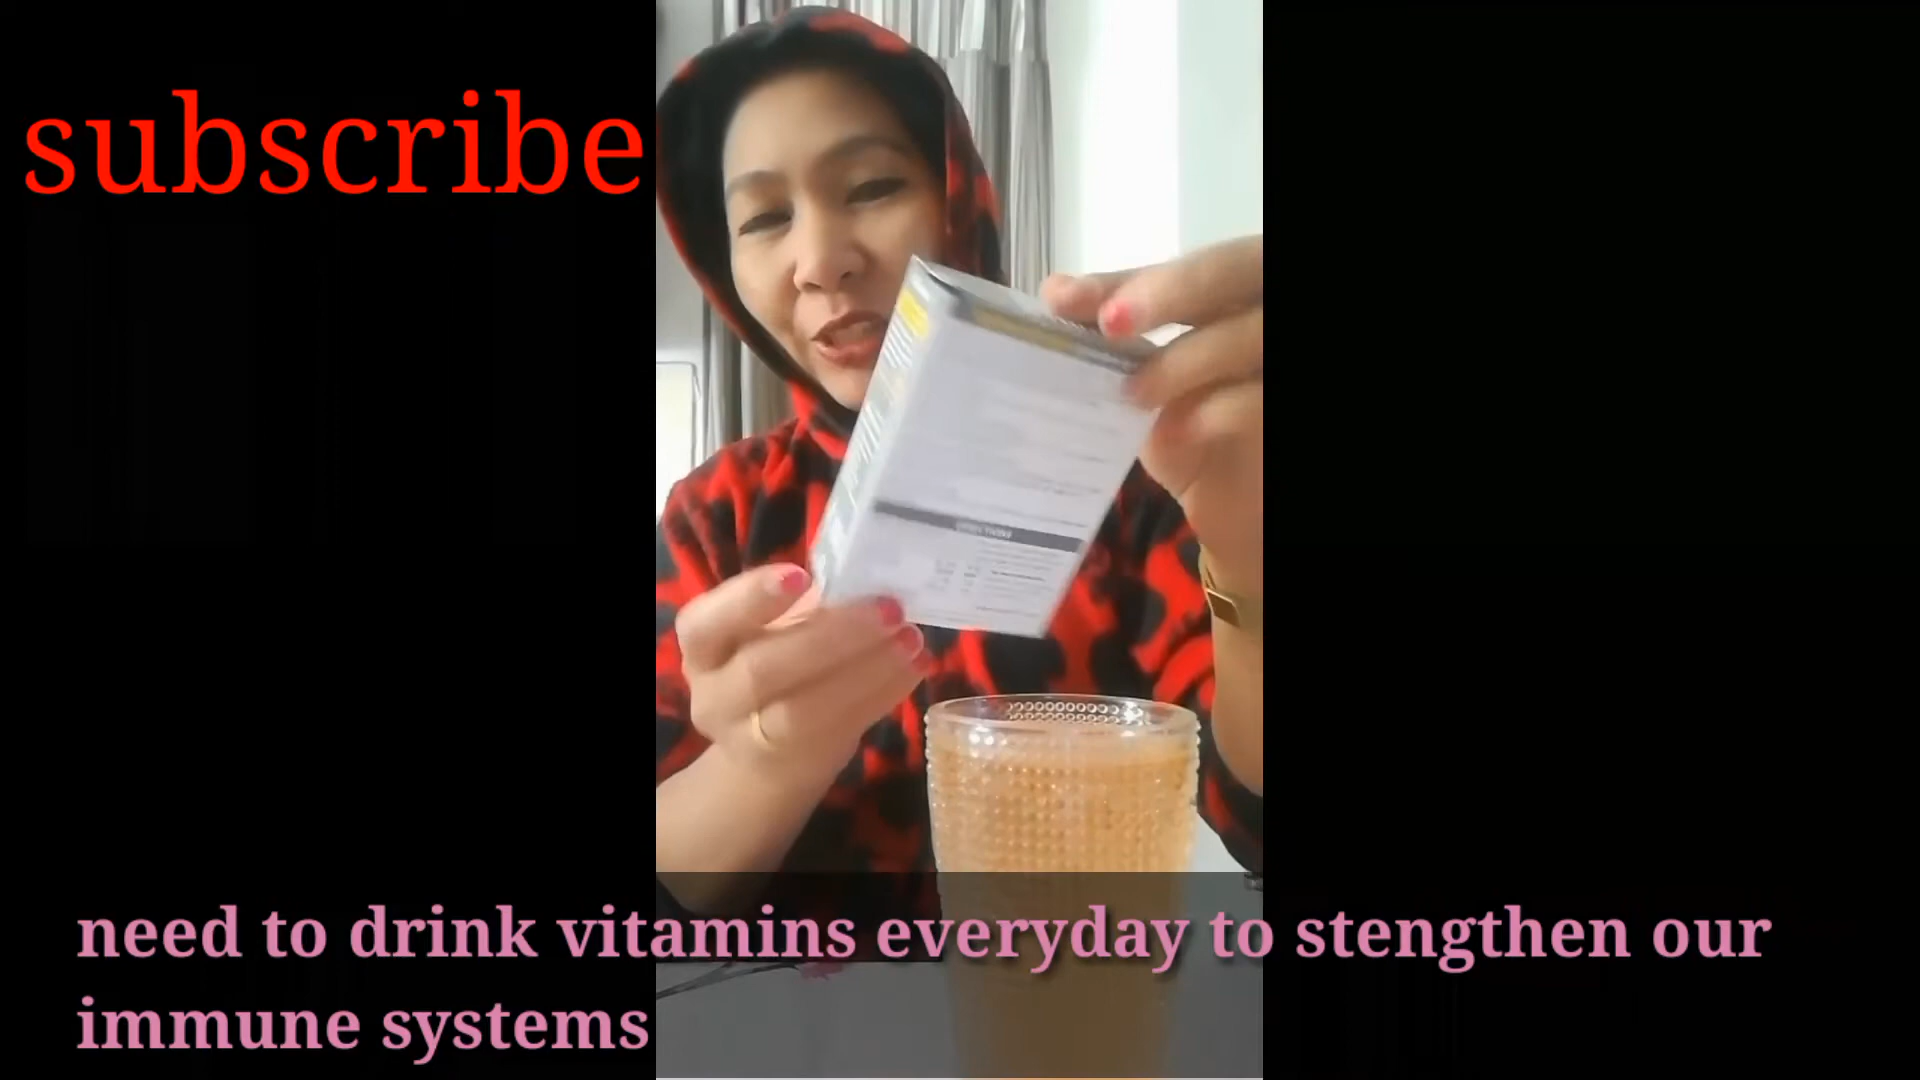 subscribe
need to drink vitamins everyday to stengthen our
immune systems